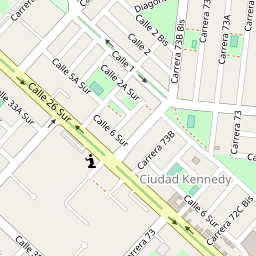 Diagon
Carrera 73B Bis
Carrera 73A
Calle 2
Calle 2 Bis
Calle 1
Calle 5A Sur
Calle 2A Sur
Carrera 73
Calle 26 Sur
Calle 33A Sur
Calle 6 Sur
Carrera 73B
Ciudad Kennedy
Calle 6 Sur
Carrera 72C Bis
Carrera 73